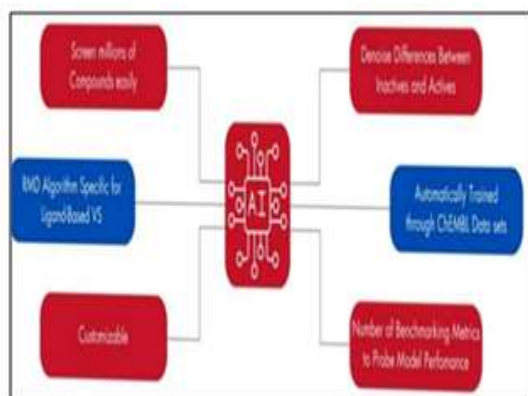 Screen millions of
Compounds easily
Denoise Differences Between
Inactives and Actives
RMD Algorithm Specific for
Ligand-Based VS
AI
Automatically Trained
through ChEMBL Data sets
Customizable
Number of Benchmarking Metrics
to Probe Model Perfomance